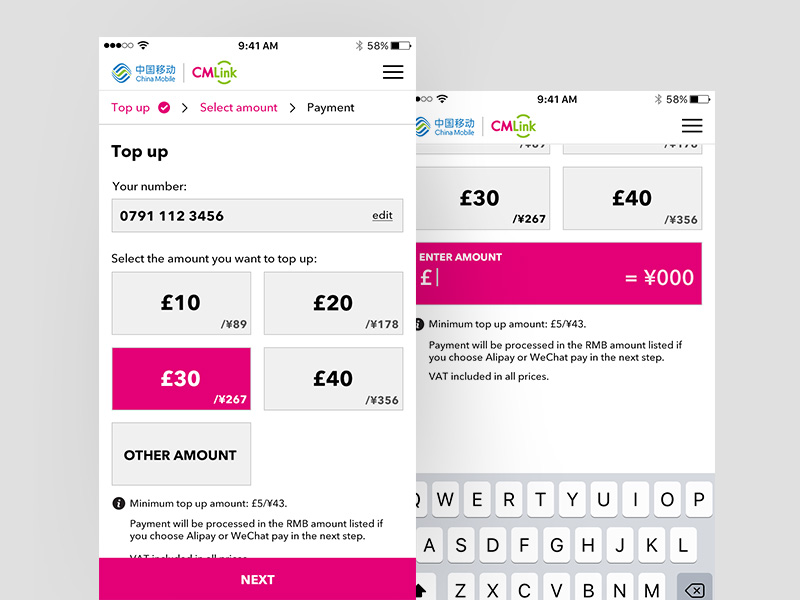 9:41 AM
58%
中国移动
China Mobile
CMLink
Top up
Select amount
Payment
Top up
Your number:
0791 112 3456
edit
Select the amount you want to top up:
£10
/¥89
£20
/¥178
£30
/¥267
£40
/¥356
OTHER AMOUNT
Minimum top up amount: £5/¥43.
Payment will be processed in the RMB amount listed if
you choose Alipay or WeChat pay in the next step.
VAT included in all prices.
NEXT
9:41 AM
58%
中国移动
China Mobile
CMLink
/¥89
/¥178
£30
/¥267
£40
/¥356
ENTER AMOUNT
£
= ¥000
Minimum top up amount: £5/¥43.
Payment will be processed in the RMB amount listed if
you choose Alipay or WeChat pay in the next step.
VAT included in all prices.
Q W E R T Y U I O P
A S D F G H J K L
Z X C V B N M